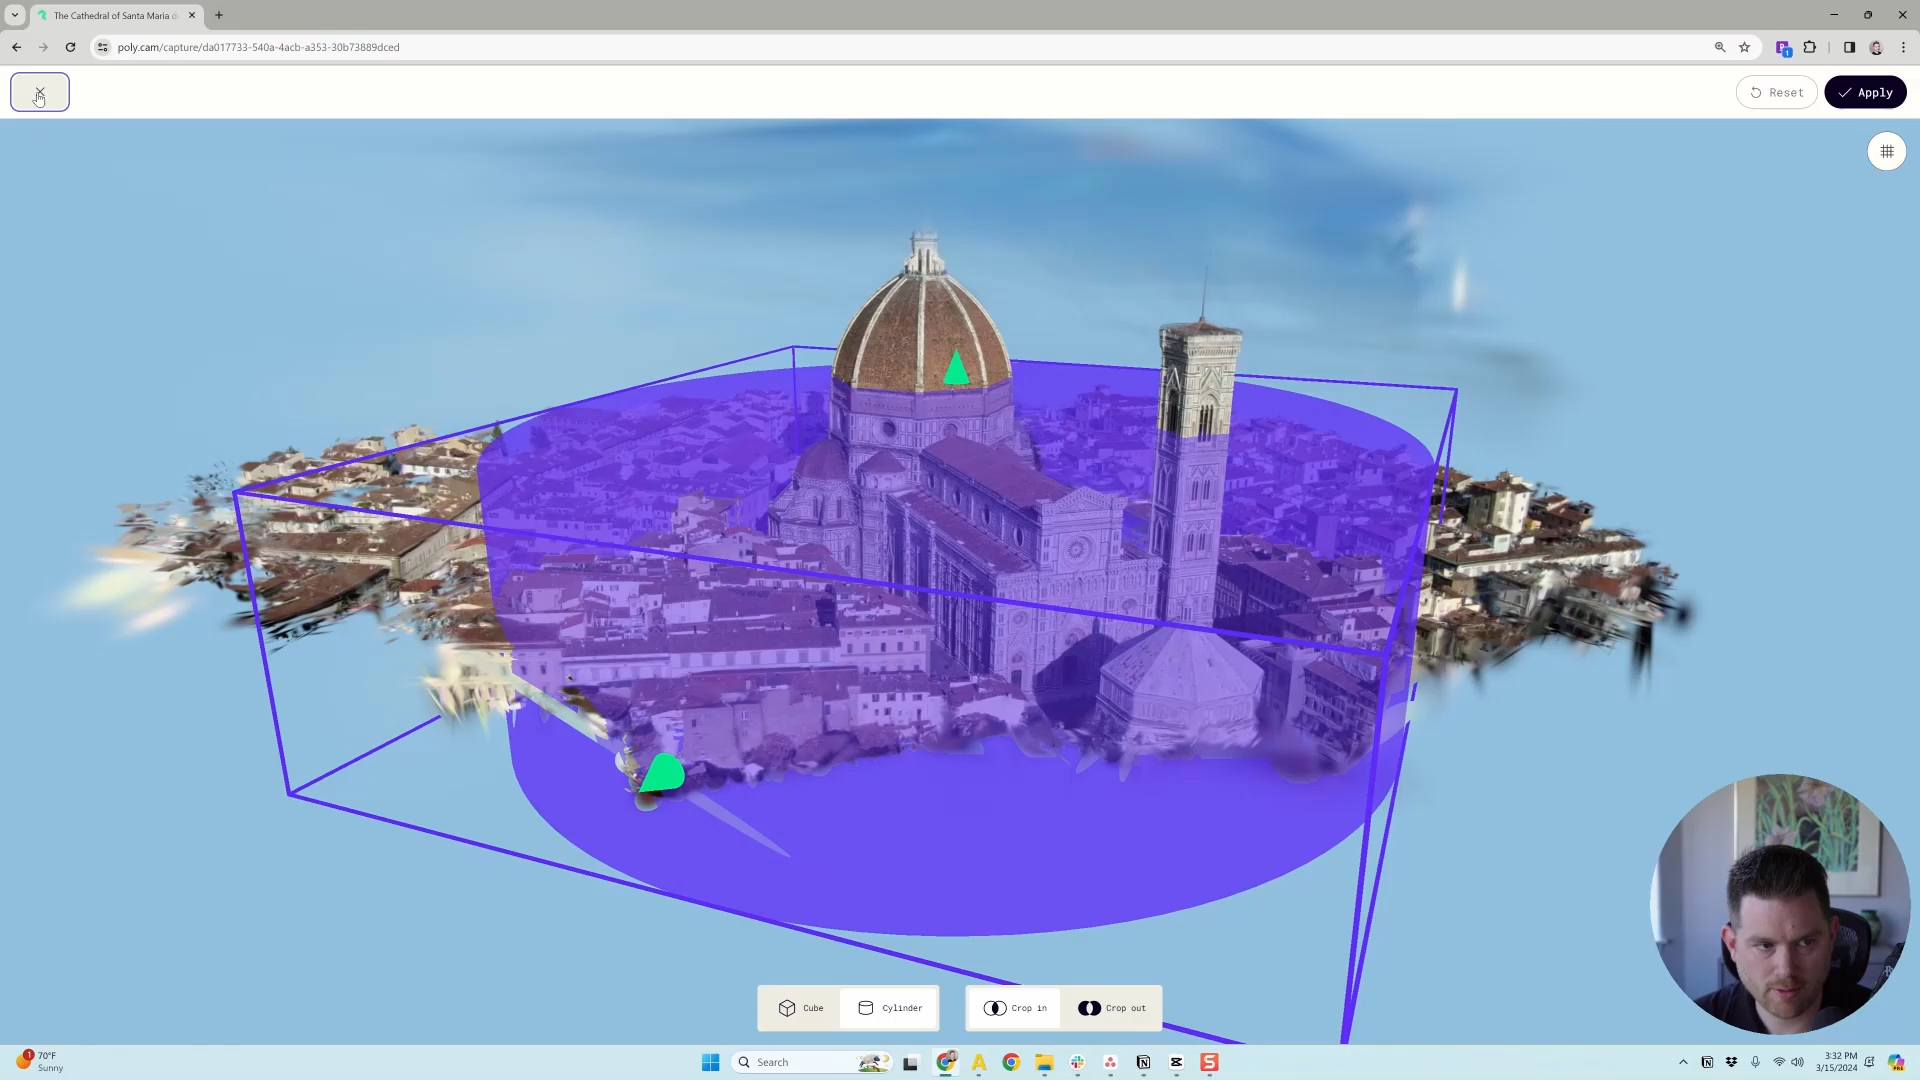 The Cathedral of Santa Maria d
poly.cam/capture/da017733-540a-4acb-a353-30b73889dced
Reset
Apply
Cube
Cylinder
Crop in
Crop out
1
70°F
Sunny
Search
3:32 PM
3/15/2024